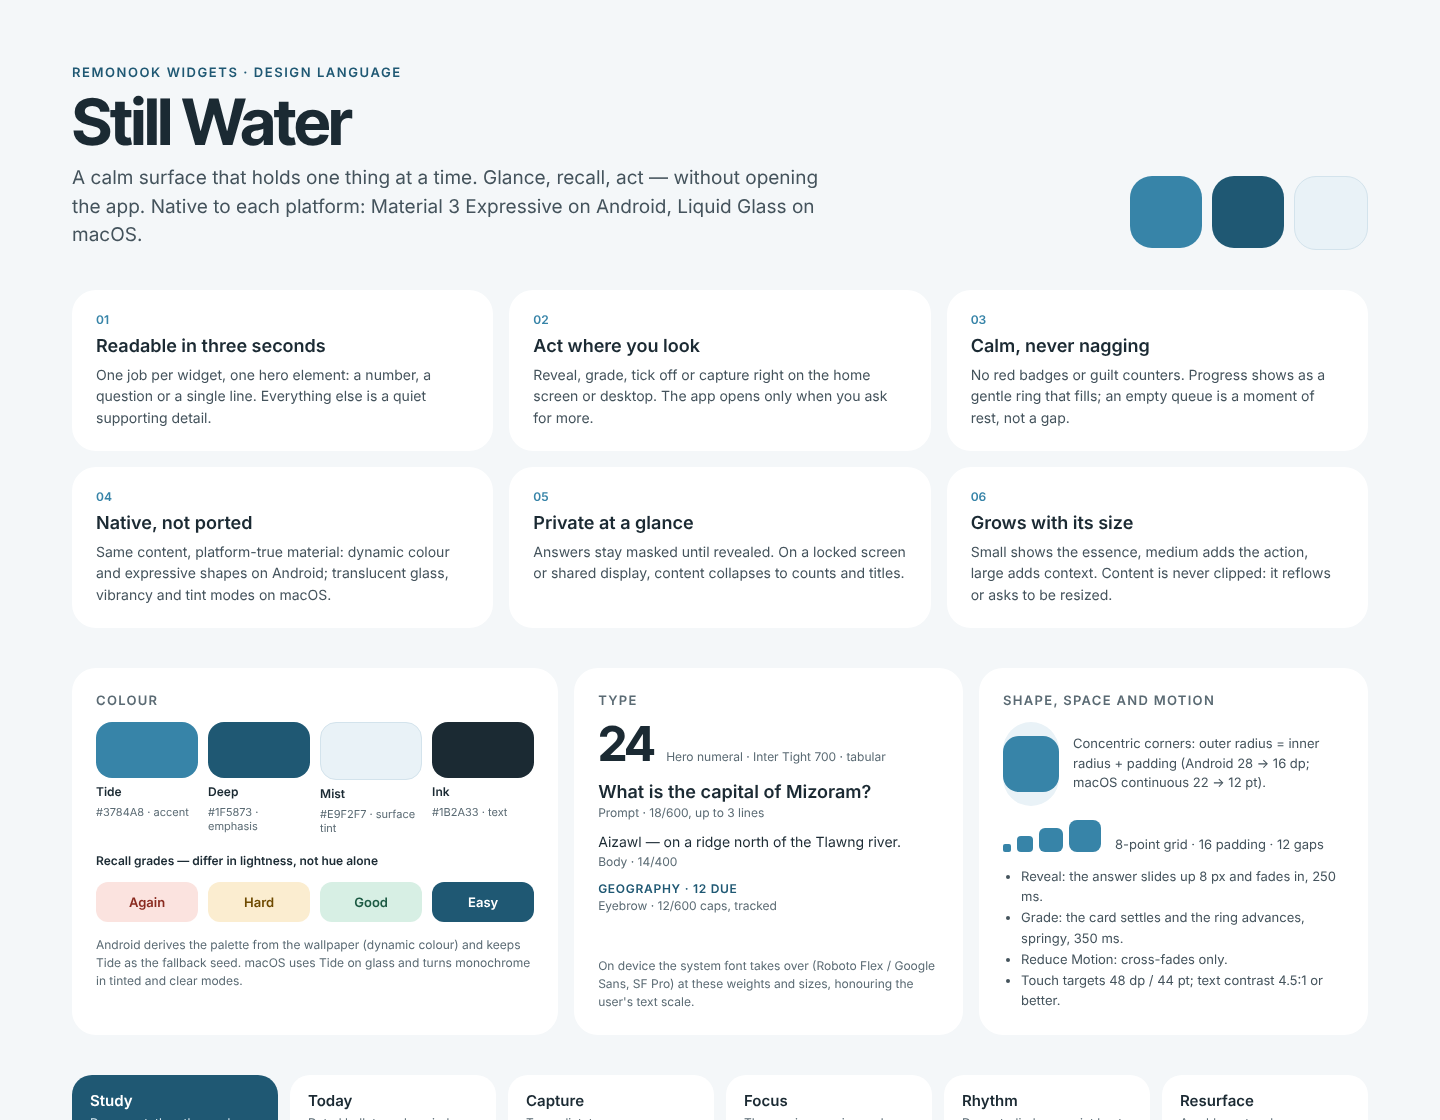 REMONOOK WIDGETS · DESIGN LANGUAGE
Still Water
A calm surface that holds one thing at a time. Glance, recall, act — without opening
the app. Native to each platform: Material 3 Expressive on Android, Liquid Glass on
macOS.
01
Readable in three seconds
One job per widget, one hero element: a number, a
question or a single line. Everything else is a quiet
supporting detail.
02
Act where you look
Reveal, grade, tick off or capture right on the home
screen or desktop. The app opens only when you ask
for more.
03
Calm, never nagging
No red badges or guilt counters. Progress shows as a
gentle ring that fills; an empty queue is a moment of
rest, not a gap.
04
Native, not ported
Same content, platform-true material: dynamic colour
and expressive shapes on Android; translucent glass,
vibrancy and tint modes on macOS.
05
Private at a glance
Answers stay masked until revealed. On a locked screen
or shared display, content collapses to counts and titles.
06
Grows with its size
Small shows the essence, medium adds the action,
large adds context. Content is never clipped: it reflows
or asks to be resized.
COLOUR
Tide
#3784A8 · accent
Deep
#1F5873 ·
emphasis
Mist
#E9F2F7 · surface
tint
Ink
#1B2A33 · text
Recall grades — differ in lightness, not hue alone
Again
Hard
Good
Easy
Android derives the palette from the wallpaper (dynamic colour) and keeps
Tide as the fallback seed. macOS uses Tide on glass and turns monochrome
in tinted and clear modes.
TYPE
24 Hero numeral · Inter Tight 700 · tabular
What is the capital of Mizoram?
Prompt · 18/600, up to 3 lines
Aizawl — on a ridge north of the Tlawng river.
Body · 14/400
GEOGRAPHY · 12 DUE
Eyebrow · 12/600 caps, tracked
On device the system font takes over (Roboto Flex / Google
Sans, SF Pro) at these weights and sizes, honouring the
user's text scale.
SHAPE, SPACE AND MOTION
Concentric corners: outer radius = inner
radius + padding (Android 28 → 16 dp;
macOS continuous 22 → 12 pt).
8-point grid · 16 padding · 12 gaps
• Reveal: the answer slides up 8 px and fades in, 250
ms.
• Grade: the card settles and the ring advances,
springy, 350 ms.
• Reduce Motion: cross-fades only.
• Touch targets 48 dp / 44 pt; text contrast 4.5:1 or
better.
Study
Today
Capture
Focus
Rhythm
Resurface